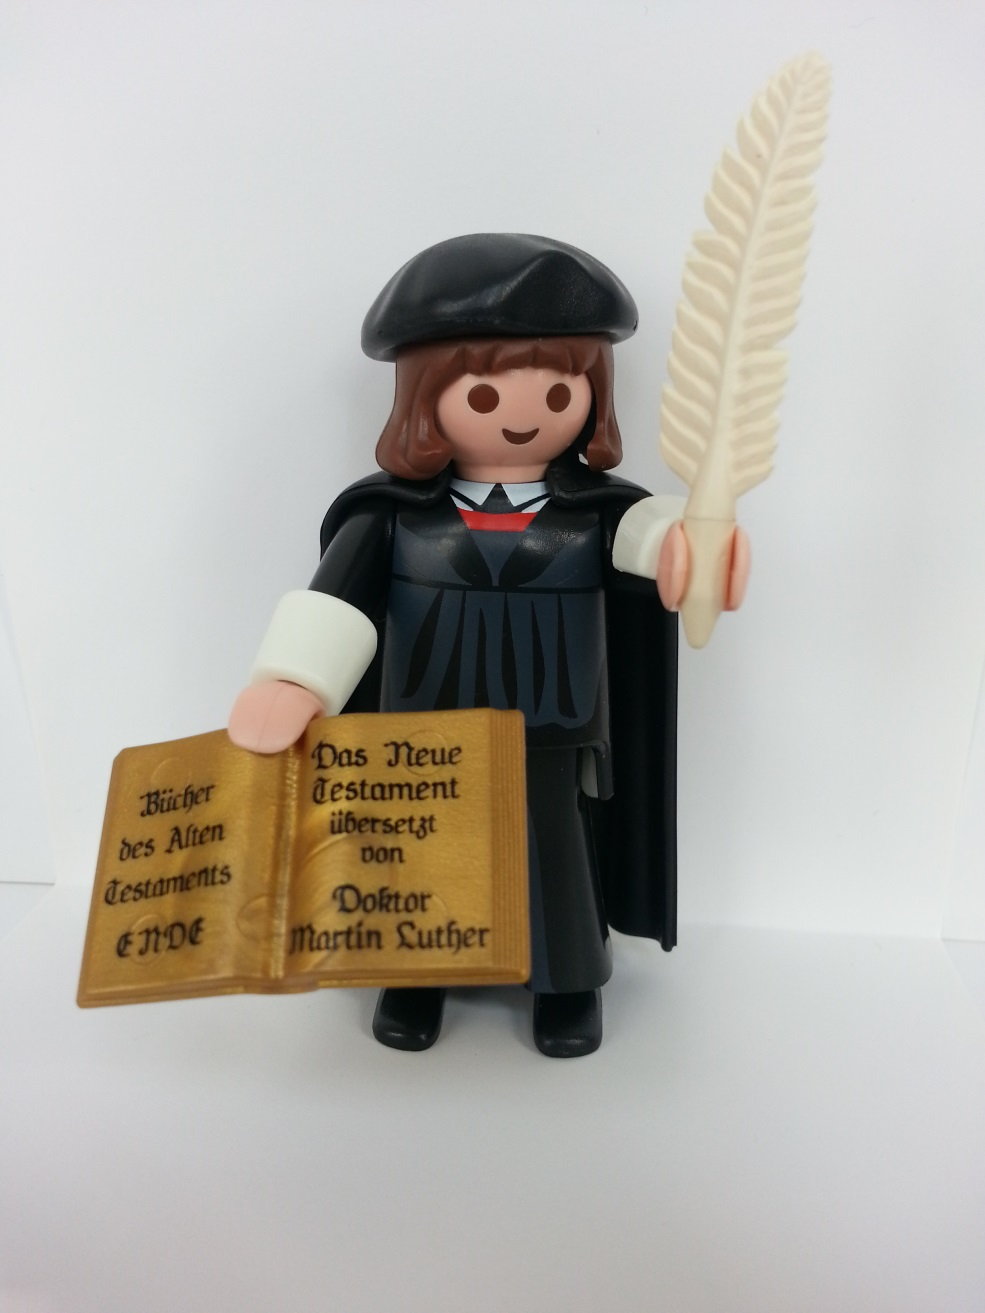 Bücher
des Alten
Testaments
ENDE
Das Neue
Testament
übersetzt
von
Doktor
Martin Luther